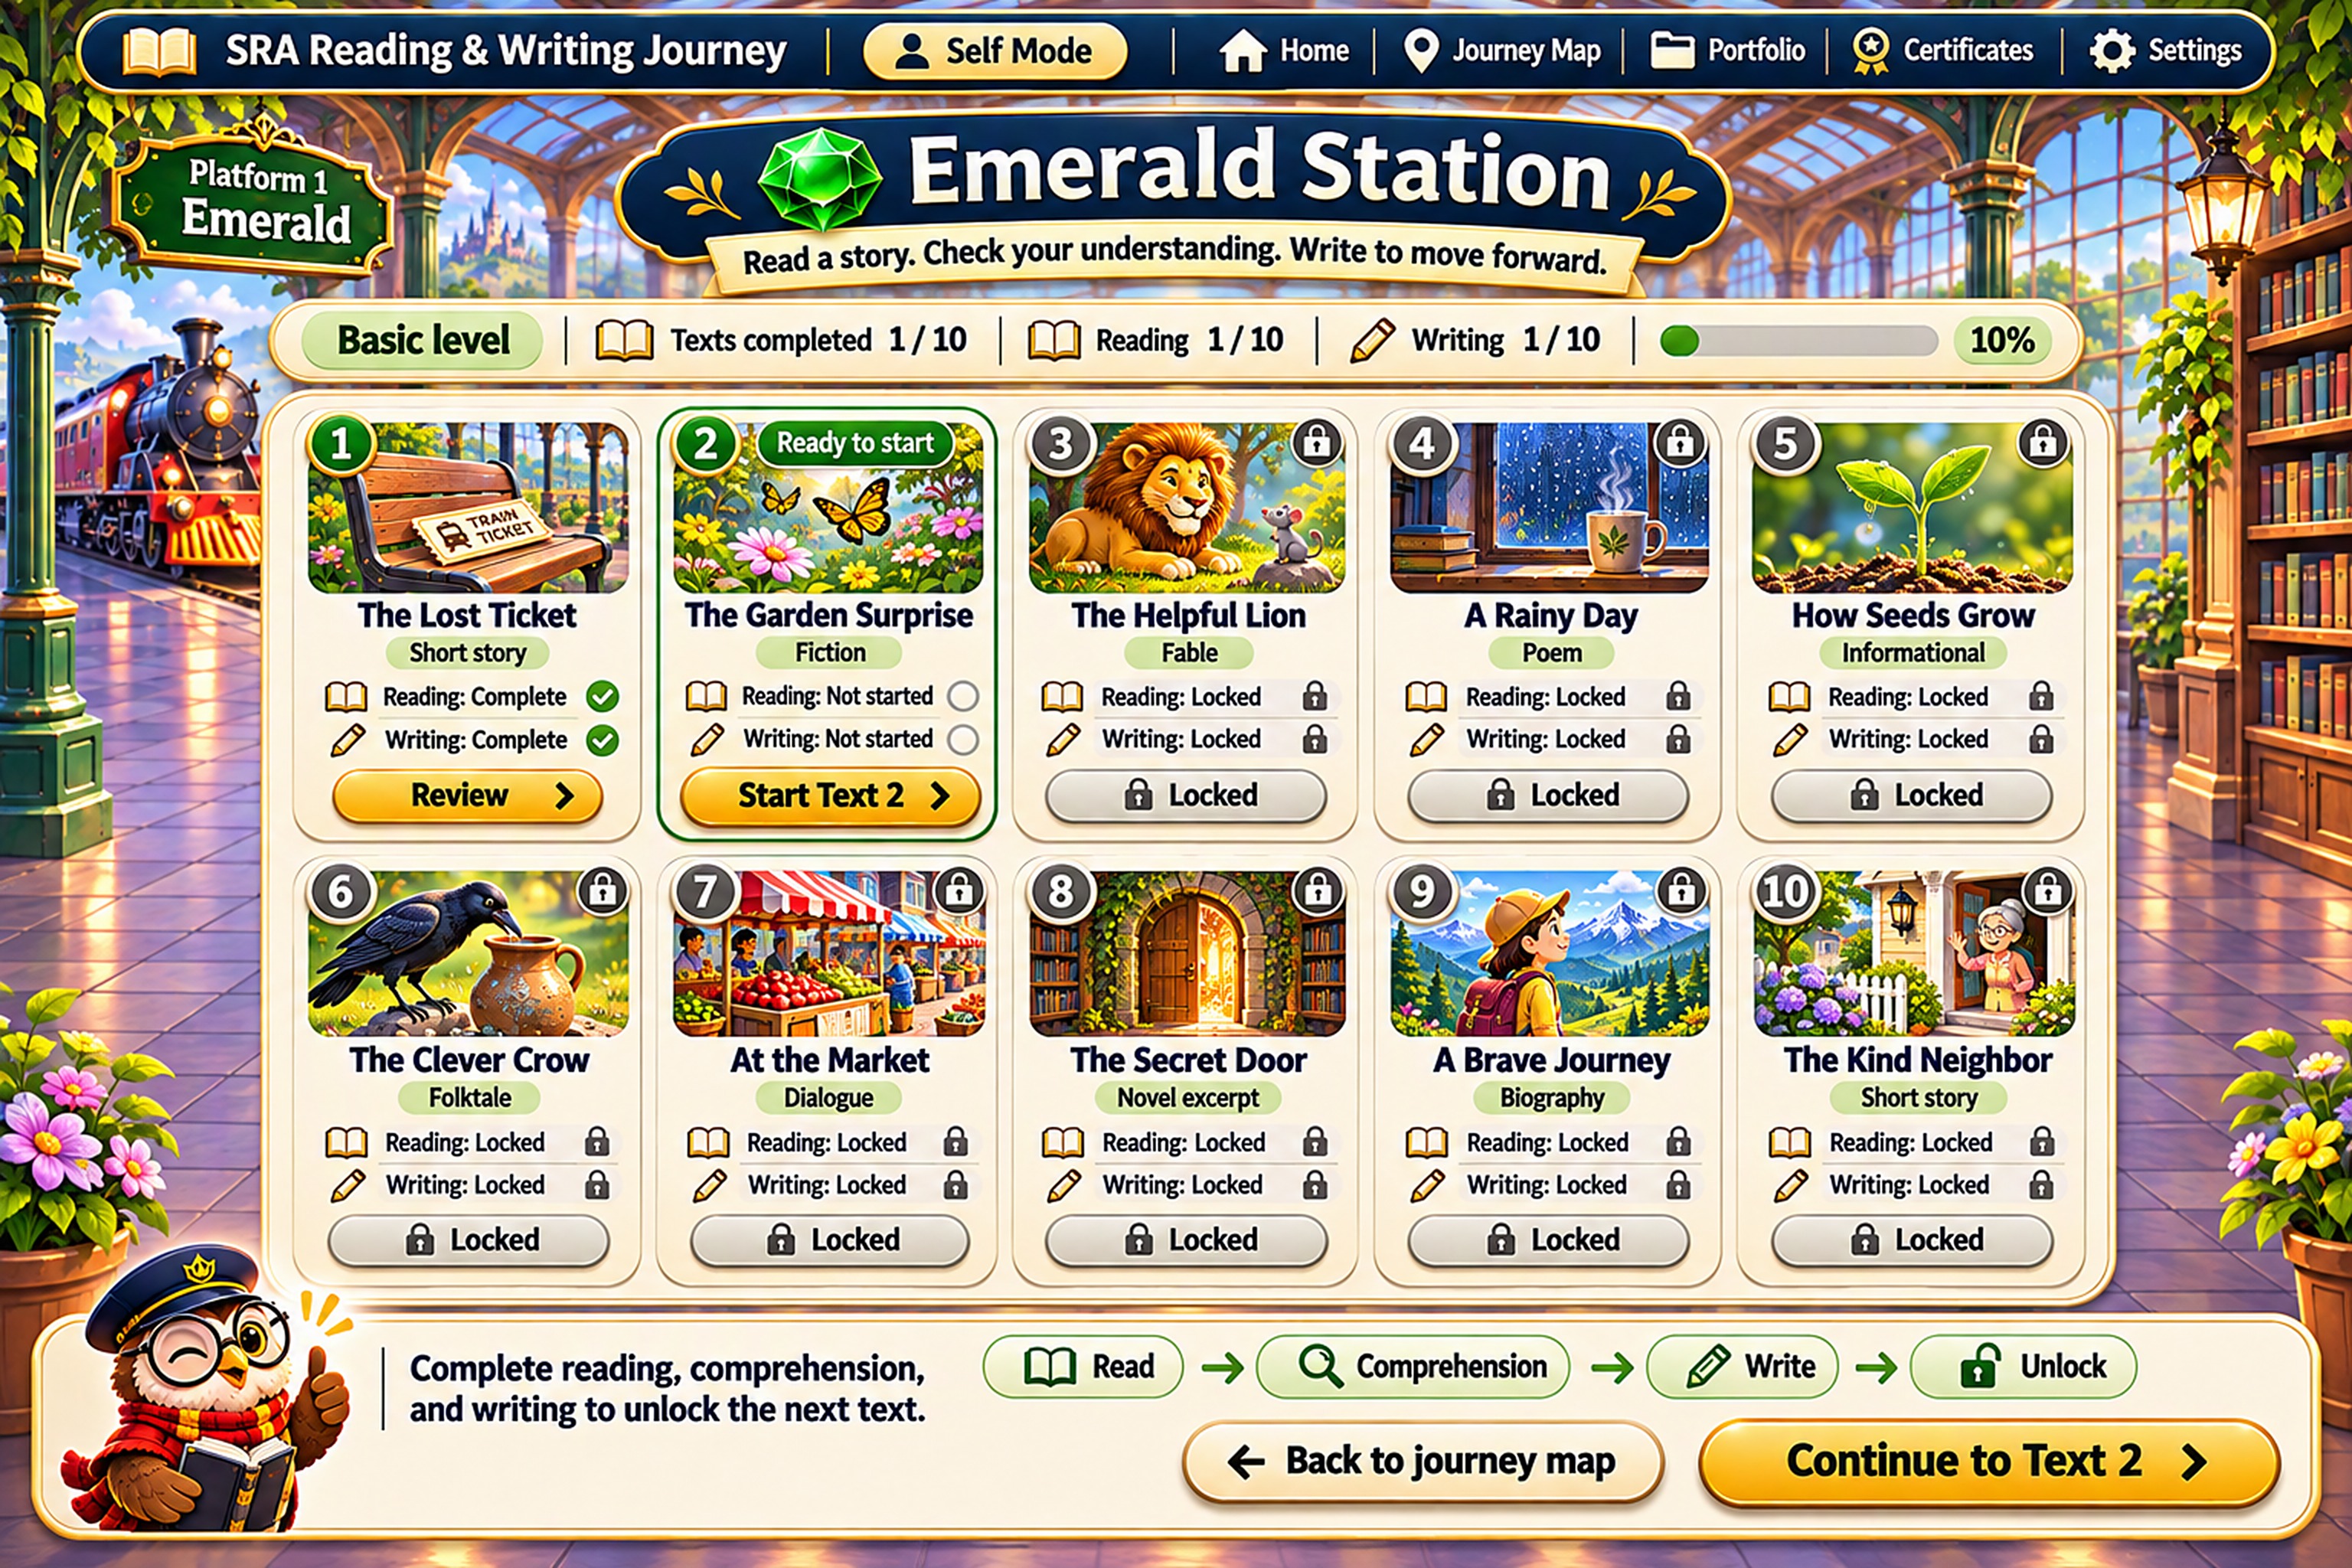 SRA Reading & Writing Journey
Self Mode
Home
Journey Map
Portfolio
Certificates
Settings
Platform 1
Emerald
Emerald Station
Read a story. Check your understanding. Write to move forward.
Basic level
Texts completed 1 / 10
Reading 1 / 10
Writing 1 / 10
10%
1
TRAIN
TICKET
The Lost Ticket
Short story
Reading: Complete
Writing: Complete
Review
2
Ready to start
The Garden Surprise
Fiction
Reading: Not started
Writing: Not started
Start Text 2
3
The Helpful Lion
Fable
Reading: Locked
Writing: Locked
Locked
4
A Rainy Day
Poem
Reading: Locked
Writing: Locked
Locked
5
How Seeds Grow
Informational
Reading: Locked
Writing: Locked
Locked
6
The Clever Crow
Folktale
Reading: Locked
Writing: Locked
Locked
7
At the Market
Dialogue
Reading: Locked
Writing: Locked
Locked
8
The Secret Door
Novel excerpt
Reading: Locked
Writing: Locked
Locked
9
A Brave Journey
Biography
Reading: Locked
Writing: Locked
Locked
10
The Kind Neighbor
Short story
Reading: Locked
Writing: Locked
Locked
Complete reading, comprehension,
and writing to unlock the next text.
Read
Comprehension
Write
Unlock
Back to journey map
Continue to Text 2